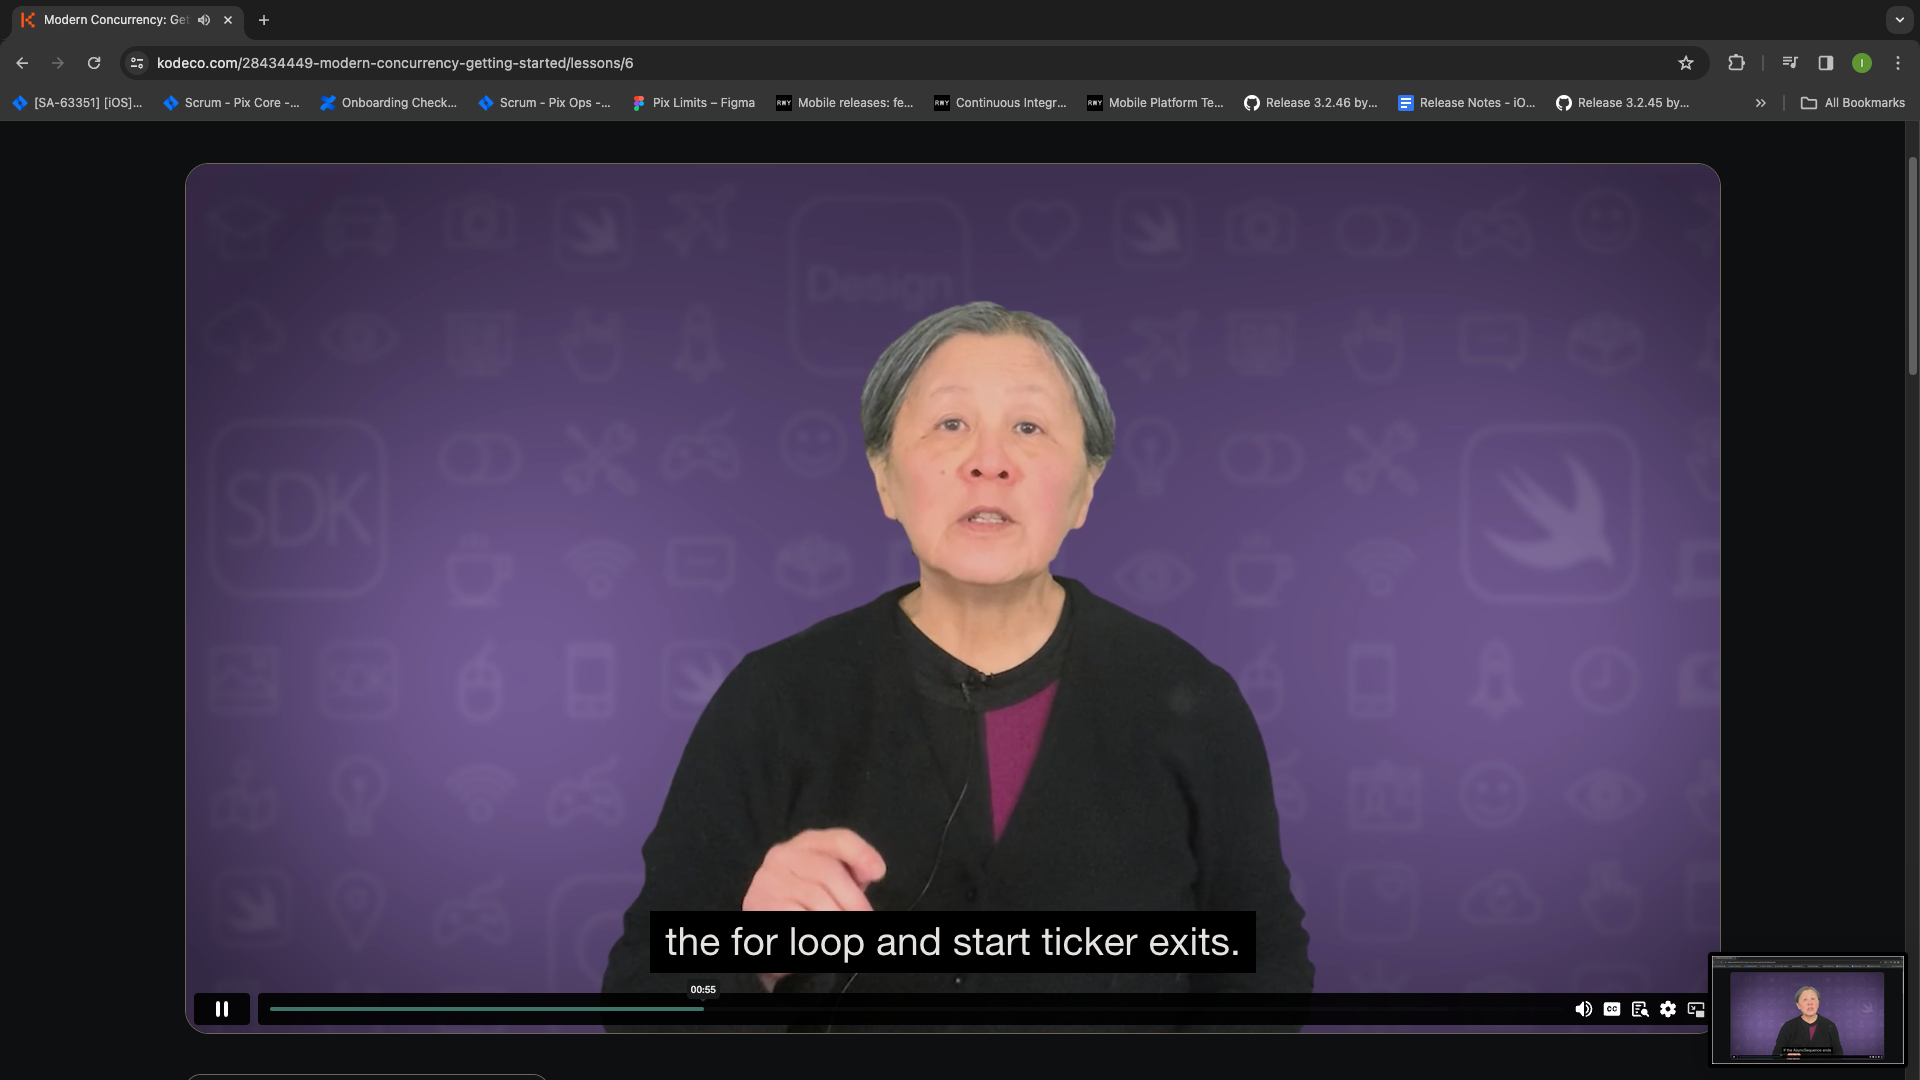 Modern Concurrency: Get
kodeco.com/28434449-modern-concurrency-getting-started/lessons/6
I
[SA-63351] [iOS]...
Scrum - Pix Core -...
Onboarding Check...
Scrum - Pix Ops -...
Pix Limits – Figma
Mobile releases: fe...
Continuous Integr...
Mobile Platform Te...
Release 3.2.46 by...
Release Notes - iO...
Release 3.2.45 by...
All Bookmarks
Design
SDK
SDK
the for loop and start ticker exits.
00:55
CC